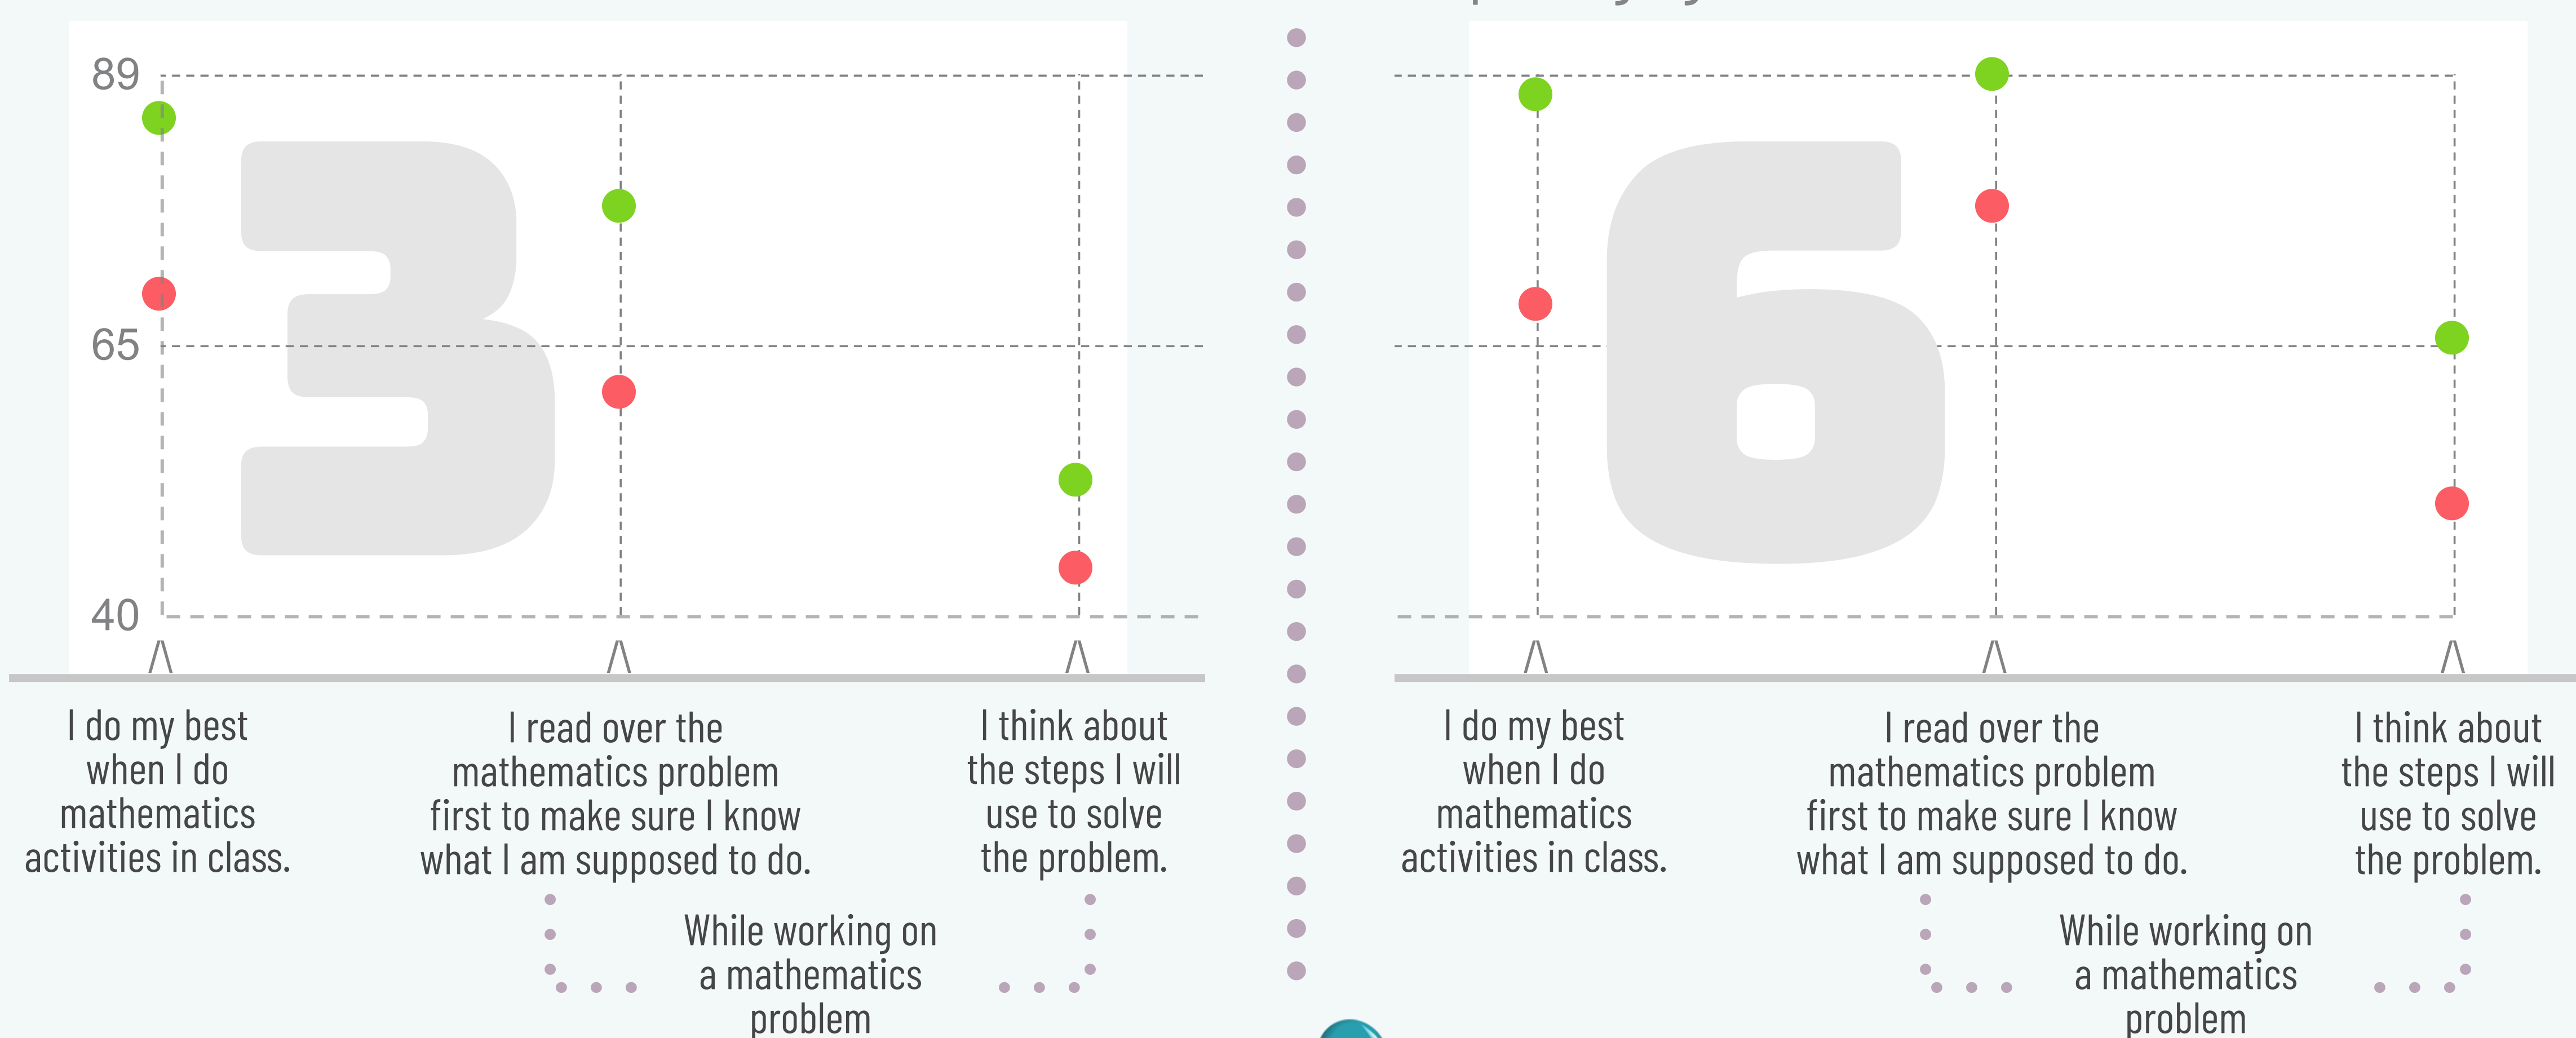 89
65
40
3
6
I do my best
when I do
mathematics
activities in class.
I read over the
mathematics problem
first to make sure I know
what I am supposed to do.
I think about
the steps I will
use to solve
the problem.
While working on
a mathematics
problem
I do my best
when I do
mathematics
activities in class.
I read over the
mathematics problem
first to make sure I know
what I am supposed to do.
I think about
the steps I will
use to solve
the problem.
While working on
a mathematics
problem